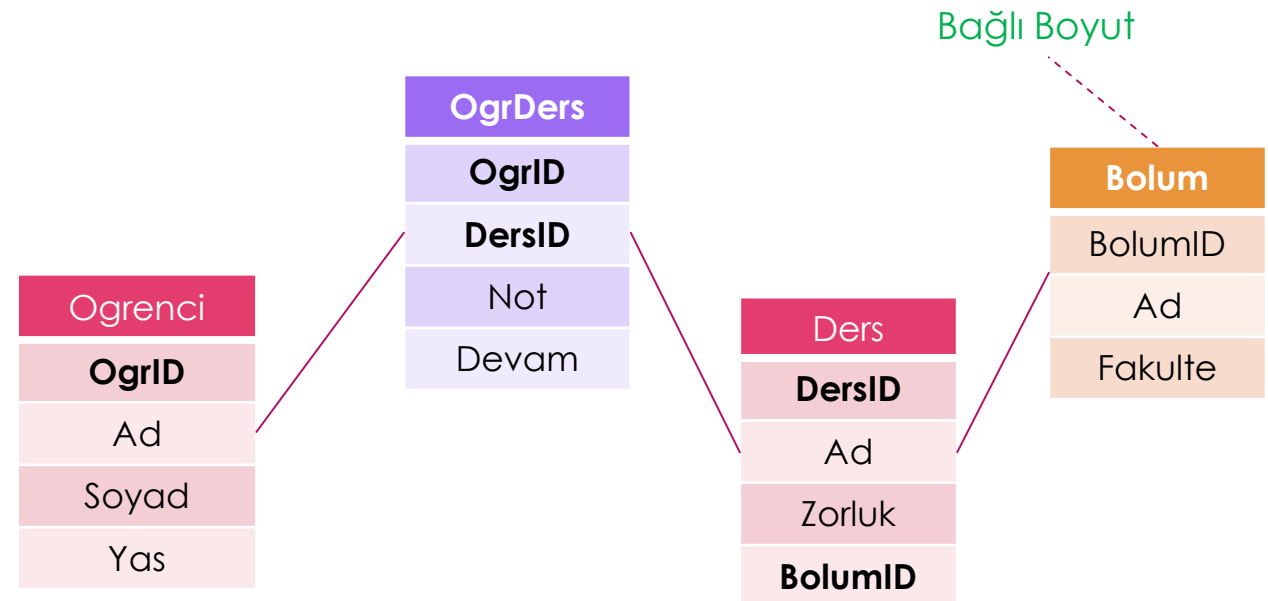 Bağlı Boyut
OgrDers
OgrID
DersID
Not
Devam
Ogrenci
OgrID
Ad
Soyad
Yas
Ders
DersID
Ad
Zorluk
BolumID
Bolum
BolumID
Ad
Fakulte